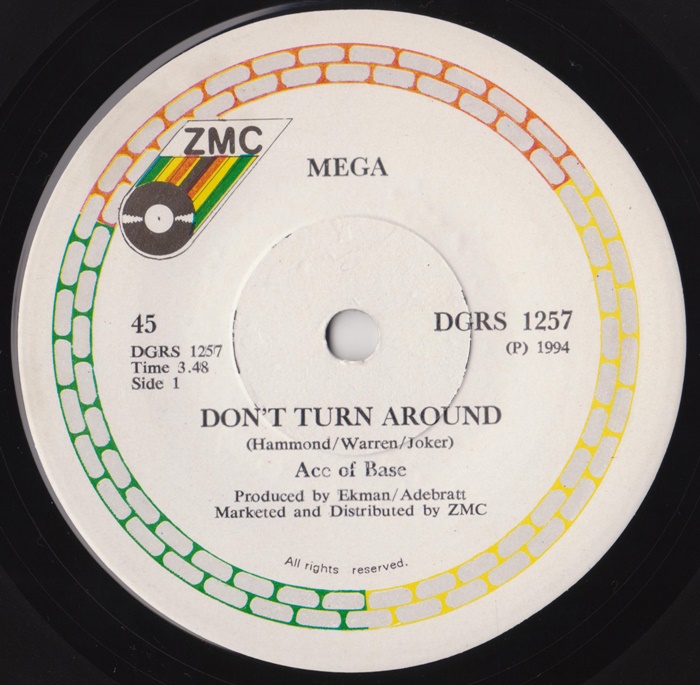 ZMC
MEGA
45
DGRS 1257
DGRS 1257
(P) 1994
Time 3.48
Side 1
DON'T TURN AROUND
(Hammond/Warren/Joker)
Ace of Base
Produced by Ekman/Adebratt
Marketed and Distributed by ZMC
All rights reserved.